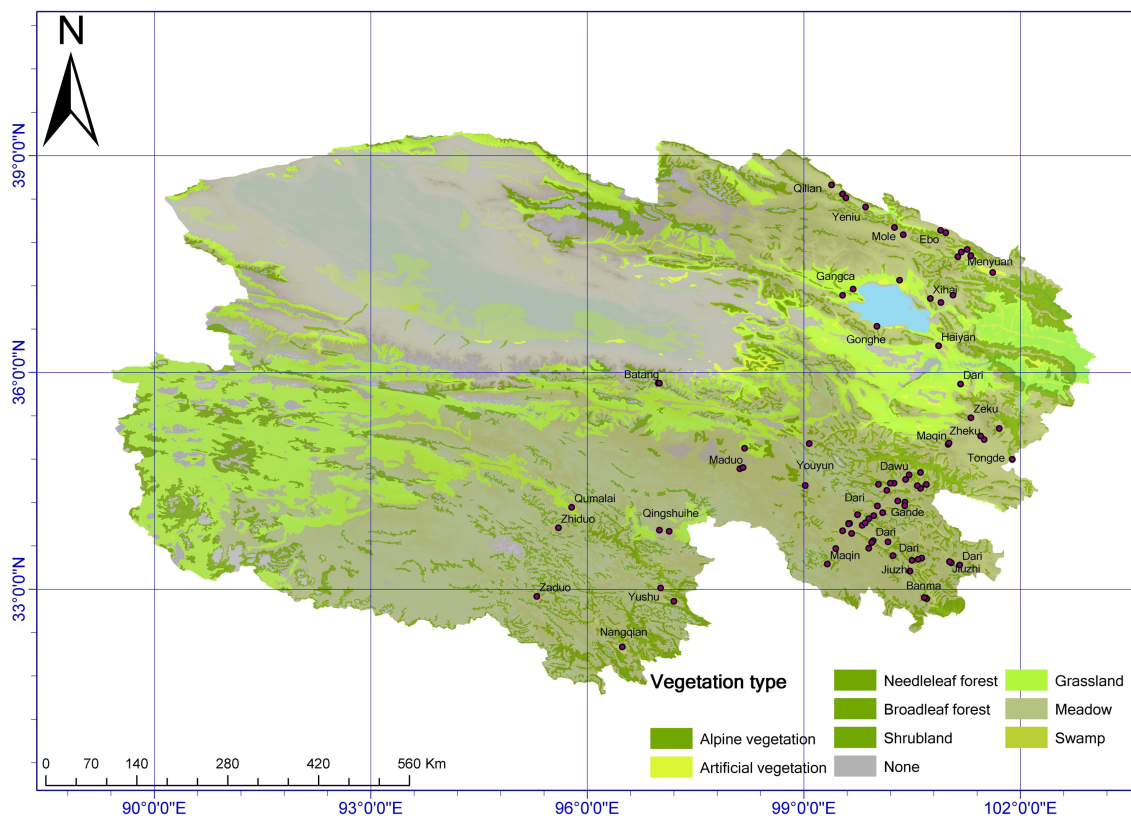 N
39°0'0"N
36°0'0"N
33°0'0"N
Qilian
Yeniu
Mole
Ebo
Menyuan
Gangca
Xihai
Gonghe
Haiyan
Batang
Dari
Zeku
Maqin
Zheku
Tongde
Maduo
Youyun
Dawu
Qumalai
Dari
Zhiduo
Qingshuihe
Gande
Dari
Maqin
Dari
Dari
Jiuzhi
Jiuzhi
Zaduo
Yushu
Banma
Nangqian
Vegetation type
Alpine vegetation
Artificial vegetation
Needleleaf forest
Broadleaf forest
Shrubland
None
Grassland
Meadow
Swamp
0 70 140 280 420 560 Km
90°0'0"E 93°0'0"E 96°0'0"E 99°0'0"E 102°0'0"E